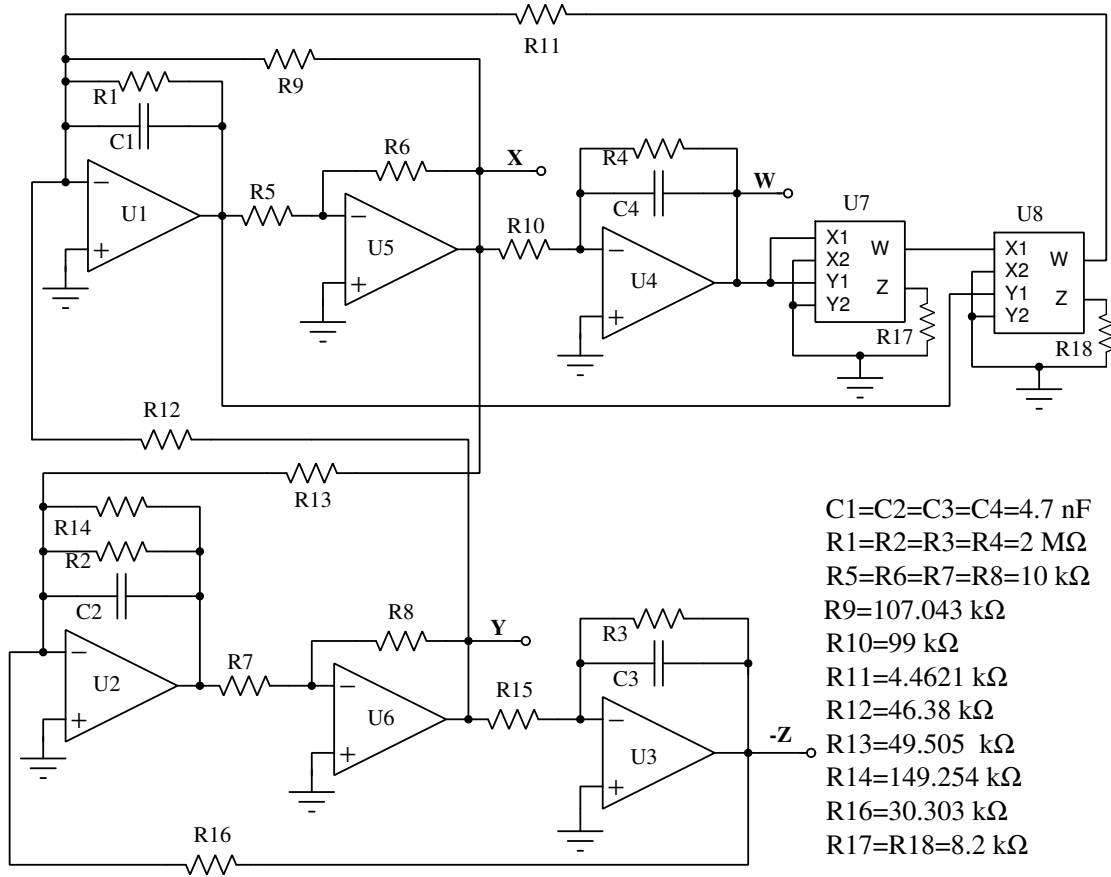 R11
R9
R1
C1
R6
X
R4
C4
W
U7
U1
R5
R10
U8
U5
U4
X1
X2
Y1
Y2
W
Z
X1
X2
Y1
Y2
W
Z
R17
R18
R12
R13
R14
R2
C2
R8
Y
R3
C3
R7
R15
U2
U6
U3
-Z
R16
C1=C2=C3=C4=4.7 nF
R1=R2=R3=R4=2 MΩ
R5=R6=R7=R8=10 kΩ
R9=107.043 kΩ
R10=99 kΩ
R11=4.4621 kΩ
R12=46.38 kΩ
R13=49.505 kΩ
R14=149.254 kΩ
R16=30.303 kΩ
R17=R18=8.2 kΩ